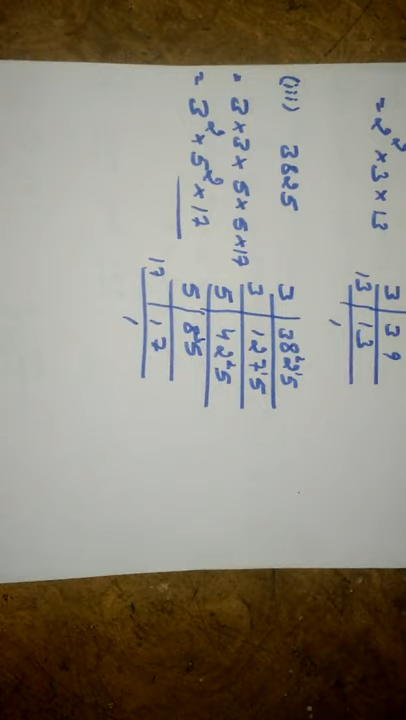 = 2² × 3 × 13
3 | 39
13 | 13
1
(iii) 3825
= 3 × 3 × 5 × 5 × 17
= 3² × 5² × 17
3 | 3825
3 | 1275
5 | 425
5 | 85
17 | 17
1